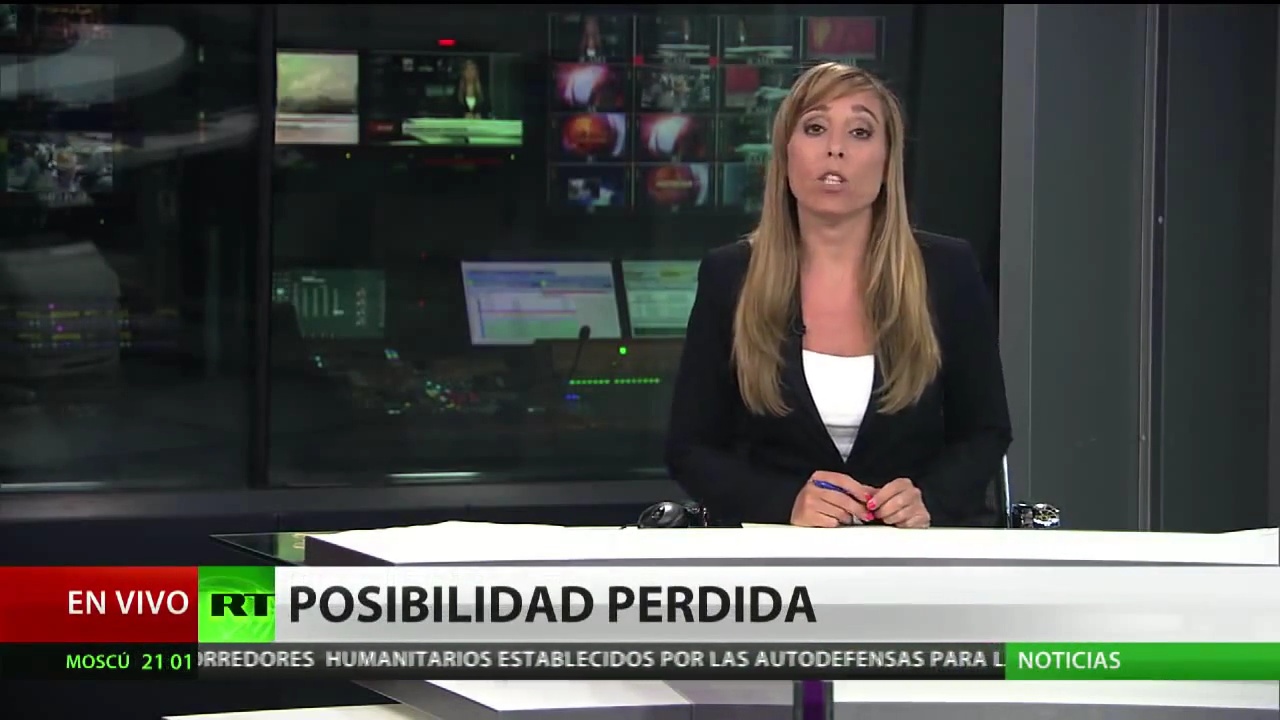 EN VIVO RT POSIBILIDAD PERDIDA
MOSCÚ 21 01 ORREDORES HUMANITARIOS ESTABLECIDOS POR LAS AUTODEFENSAS PARA L NOTICIAS